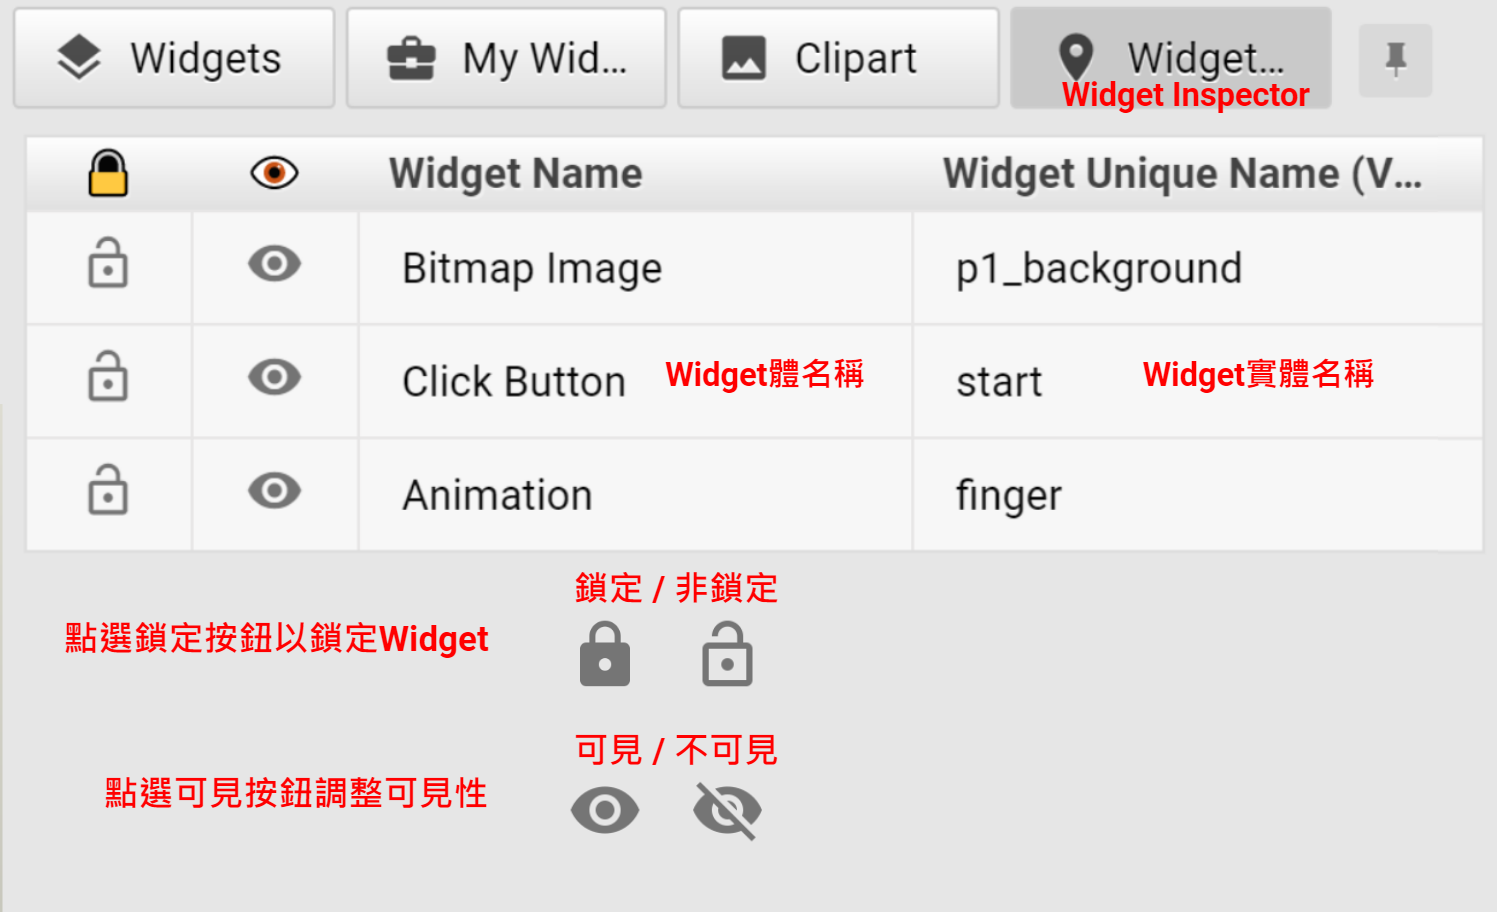 Widgets
My Wid...
Clipart
Widget...
Widget Inspector
Widget Name
Widget Unique Name (V...
Bitmap Image
p1_background
Click Button
Widget體名稱
start
Widget實體名稱
Animation
finger
鎖定 / 非鎖定
點選鎖定按鈕以鎖定Widget
可見 / 不可見
點選可見按鈕調整可見性